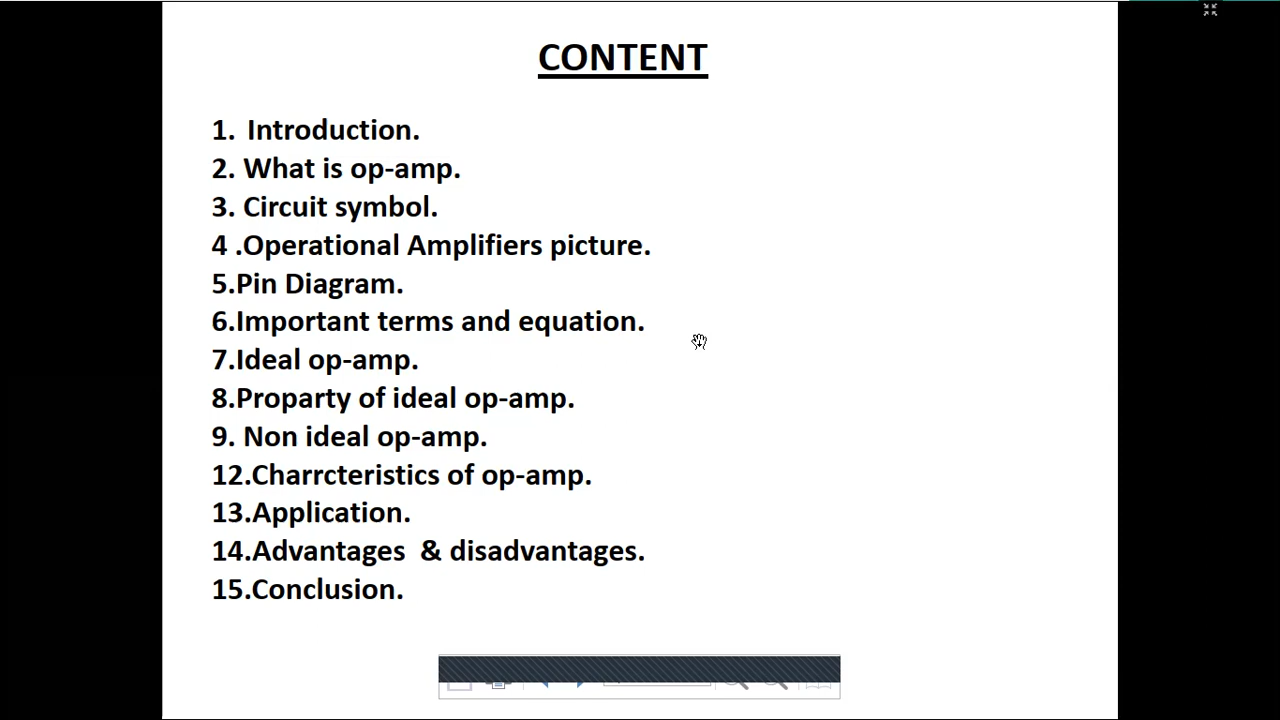 CONTENT
1. Introduction.
2. What is op-amp.
3. Circuit symbol.
4 .Operational Amplifiers picture.
5.Pin Diagram.
6.Important terms and equation.
7.Ideal op-amp.
8.Proparty of ideal op-amp.
9. Non ideal op-amp.
12.Charrcteristics of op-amp.
13.Application.
14.Advantages & disadvantages.
15.Conclusion.